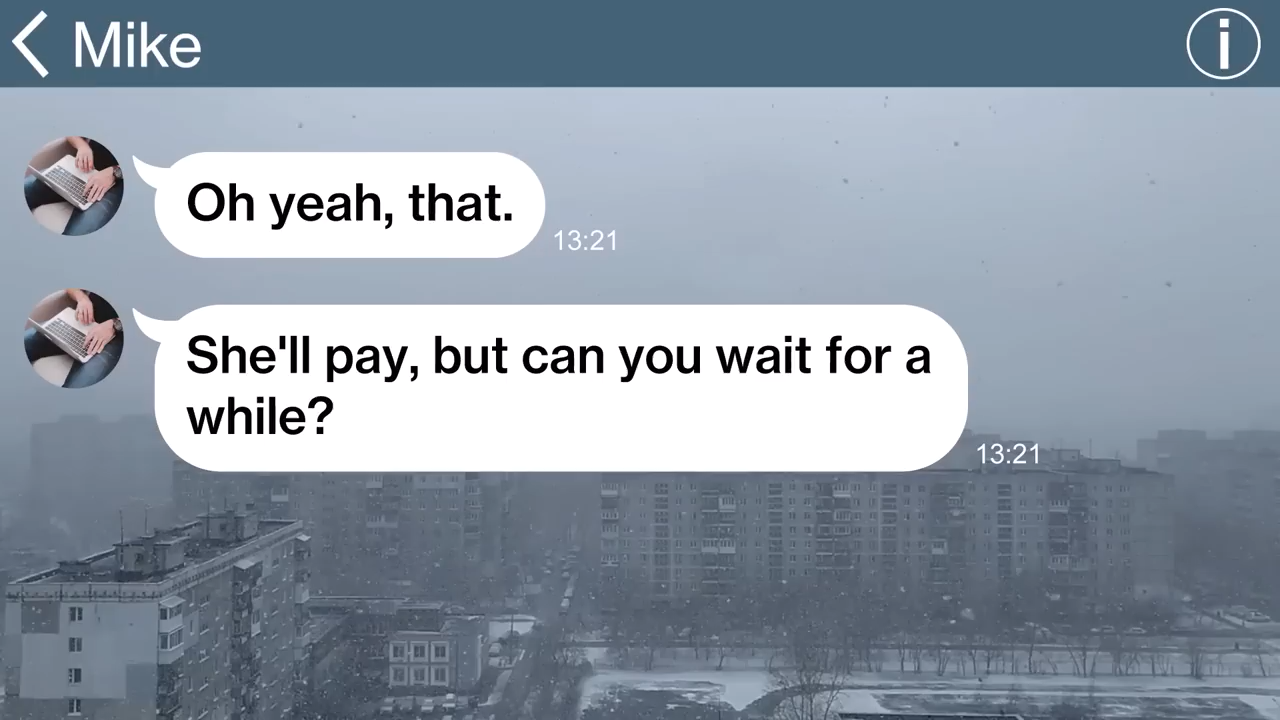 Mike
Oh yeah, that.
13:21
She'll pay, but can you wait for a
while?
13:21